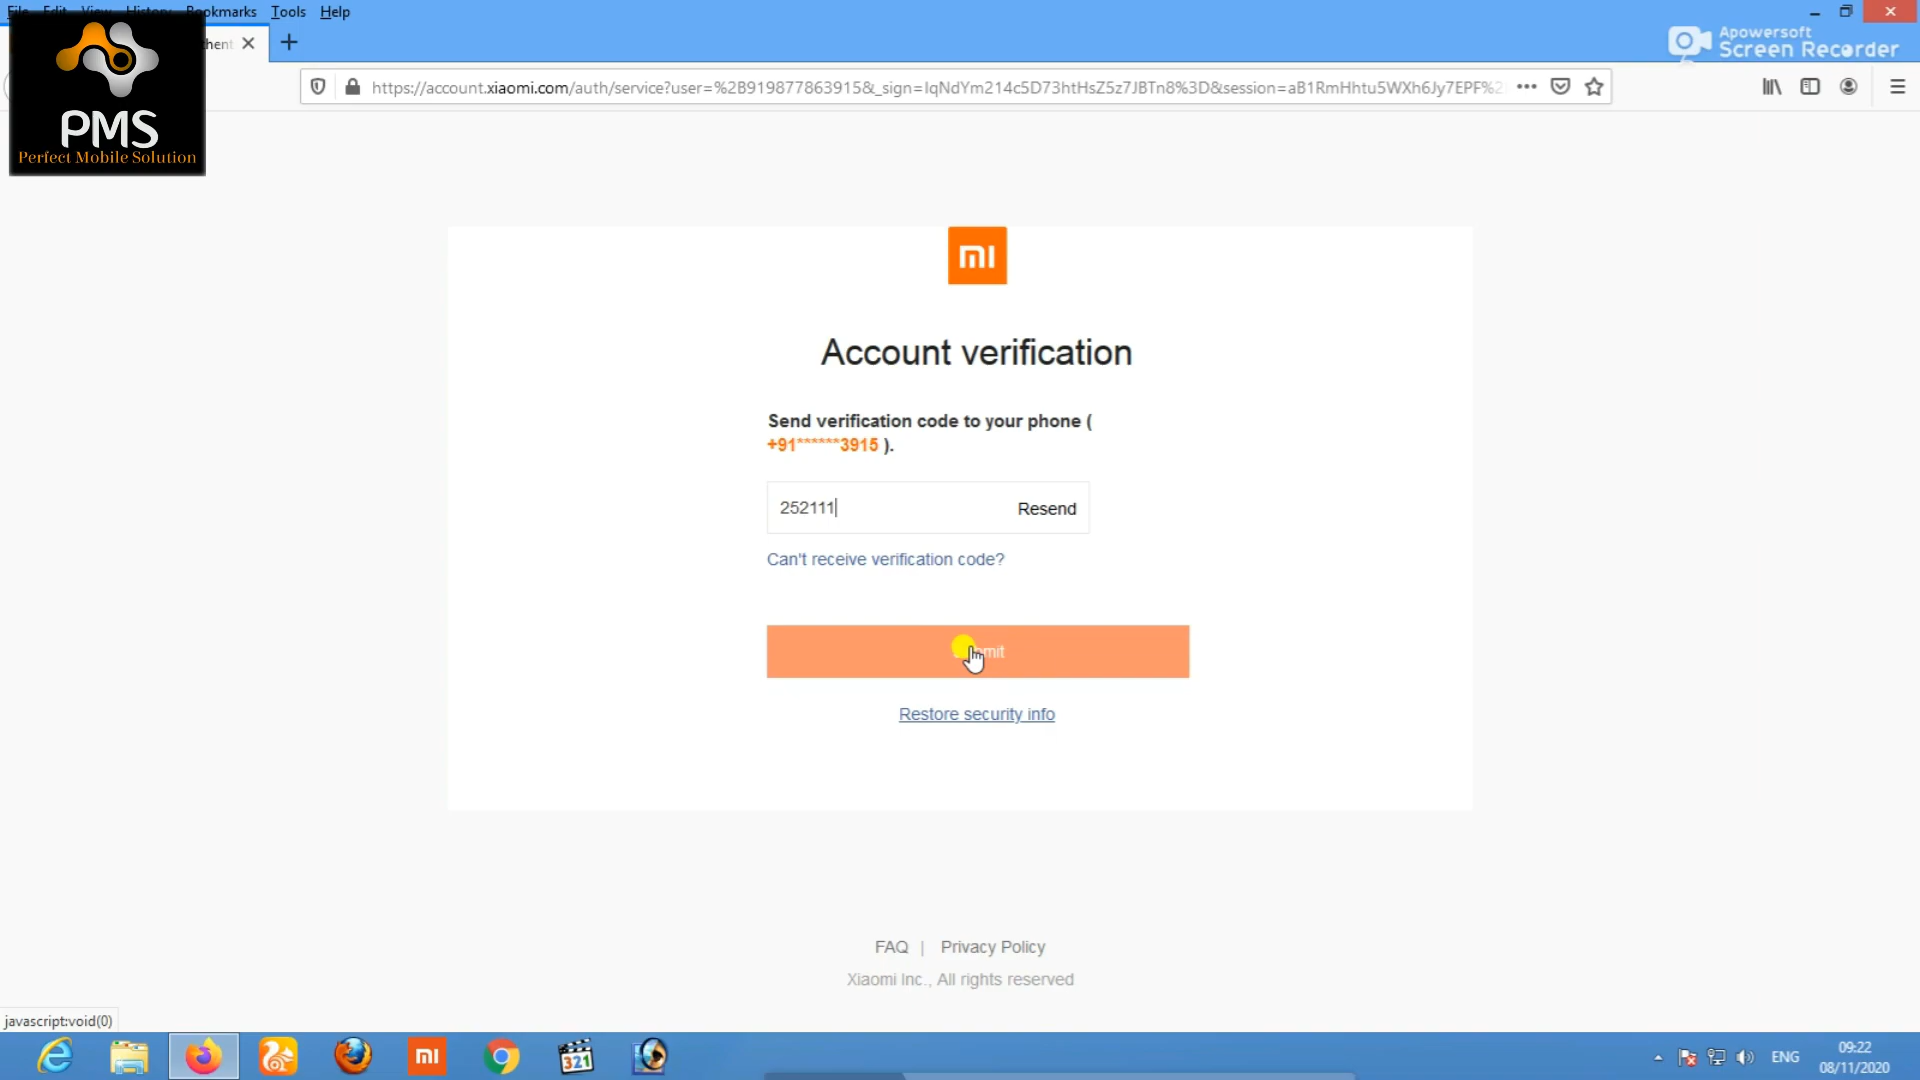 File Edit View History Bookmarks Tools Help
Apowersoft
Screen Recorder
https://account.xiaomi.com/auth/service?user=%2B919877863915&_sign=IqNdYm214c5D73htHsZ5z7JBTn8%3D&session=aB1RmHhtu5WXh6Jy7EPF%2
PMS
Perfect Mobile Solution
mi
Account verification
Send verification code to your phone (
+91******3915 ).
252111
Resend
Can't receive verification code?
Restore security info
FAQ | Privacy Policy
Xiaomi Inc., All rights reserved
javascript:void(0)
mi
321
ENG
09:22
08/11/2020